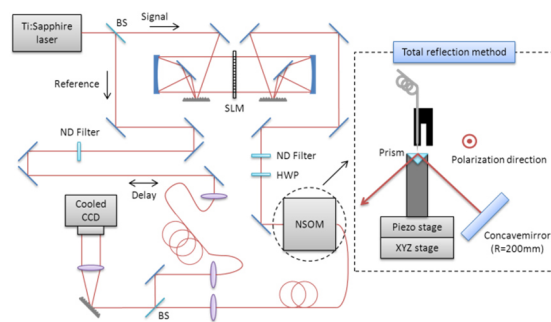 Ti:Sapphire
laser
BS
Signal
Reference
SLM
ND Filter
ND Filter
HWP
Delay
Cooled
CCD
NSOM
BS
Total reflection method
Prism
Polarization direction
Piezo stage
XYZ stage
Concavemirror
(R=200mm)